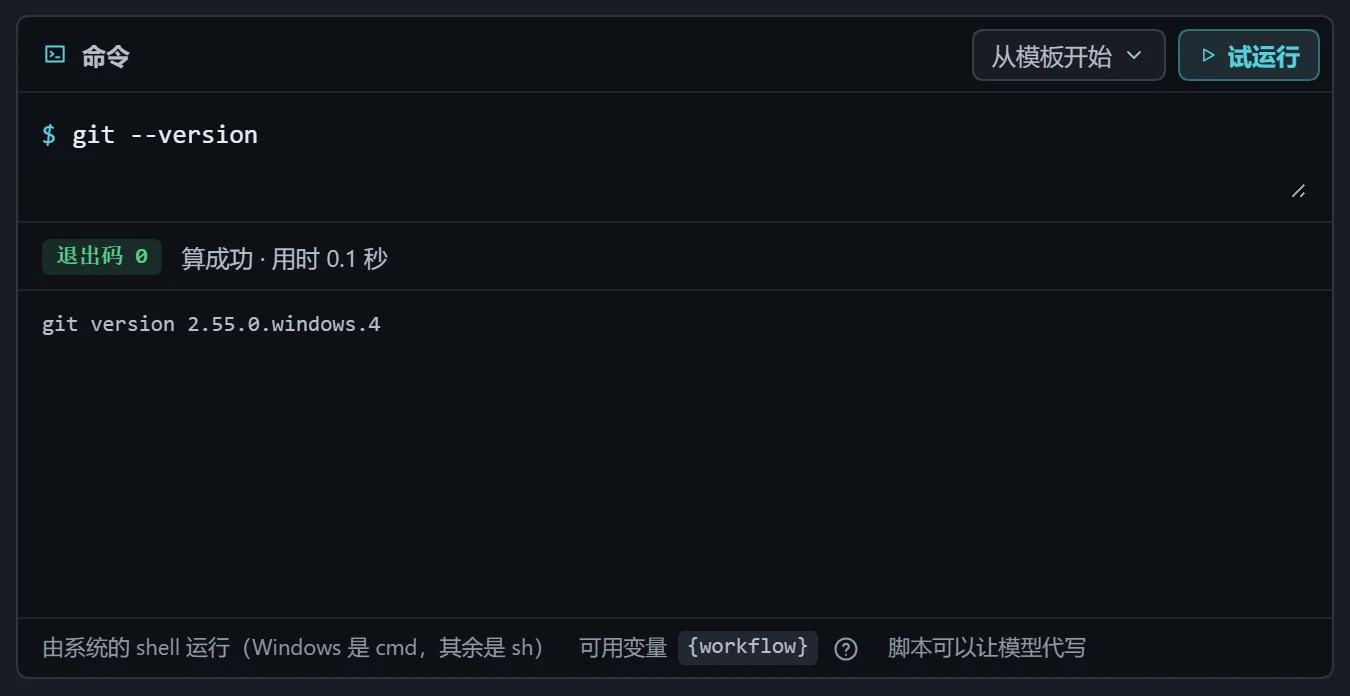 命令
从模板开始
试运行
$ git --version
退出码 0
算成功 · 用时 0.1 秒
git version 2.55.0.windows.4
由系统的 shell 运行（Windows 是 cmd，其余是 sh）
可用变量 {workflow}
脚本可以让模型代写